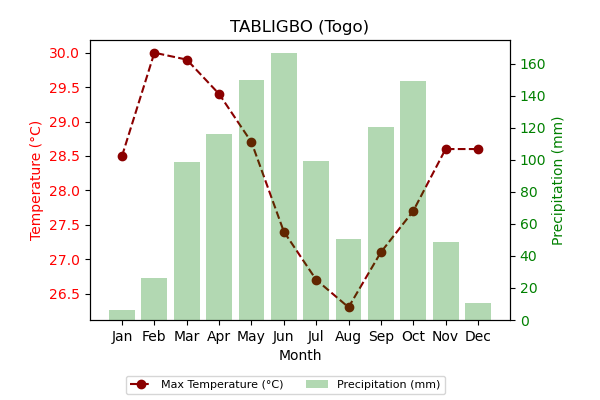 TABLIGBO (Togo)
30.0
29.5
29.0
28.5
28.0
27.5
27.0
26.5
Temperature (°C)
160
140
120
100
80
60
40
20
0
Precipitation (mm)
Jan Feb Mar Apr May Jun Jul Aug Sep Oct Nov Dec
Month
Max Temperature (°C) Precipitation (mm)